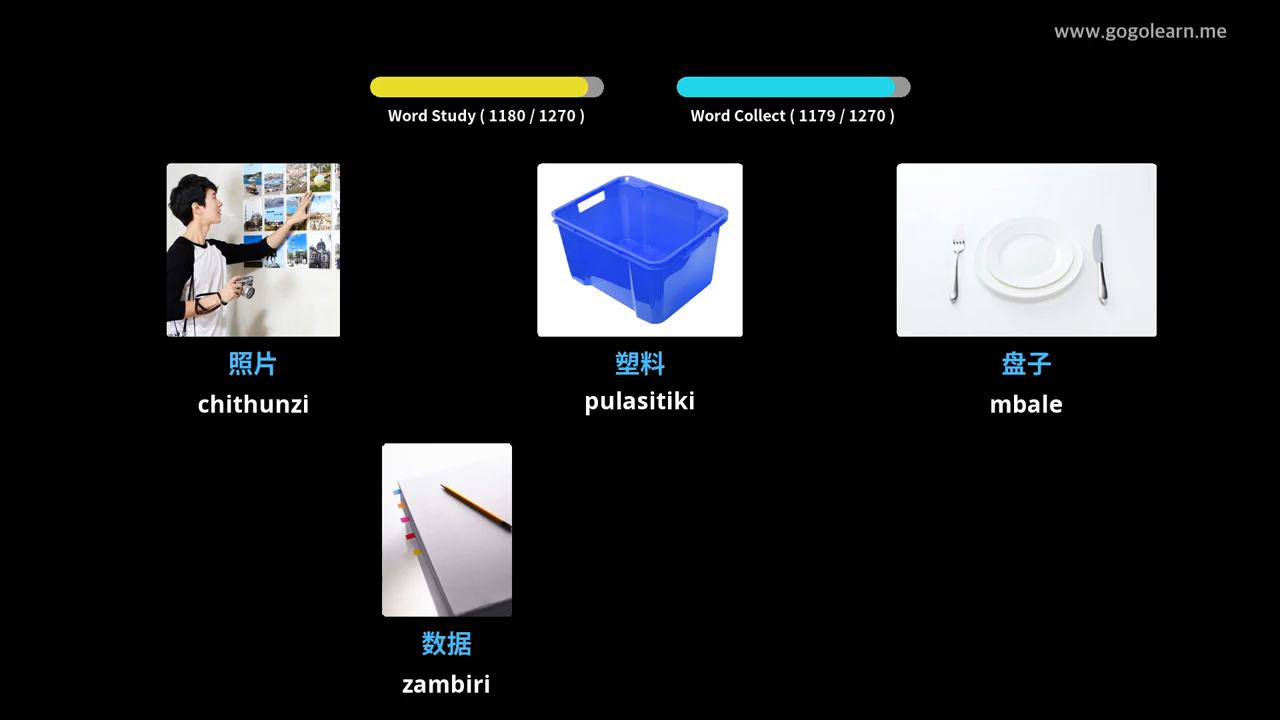 www.gogolearn.me
Word Study ( 1180 / 1270 )
Word Collect ( 1179 / 1270 )
照片
chithunzi
塑料
pulasitiki
盘子
mbale
数据
zambiri